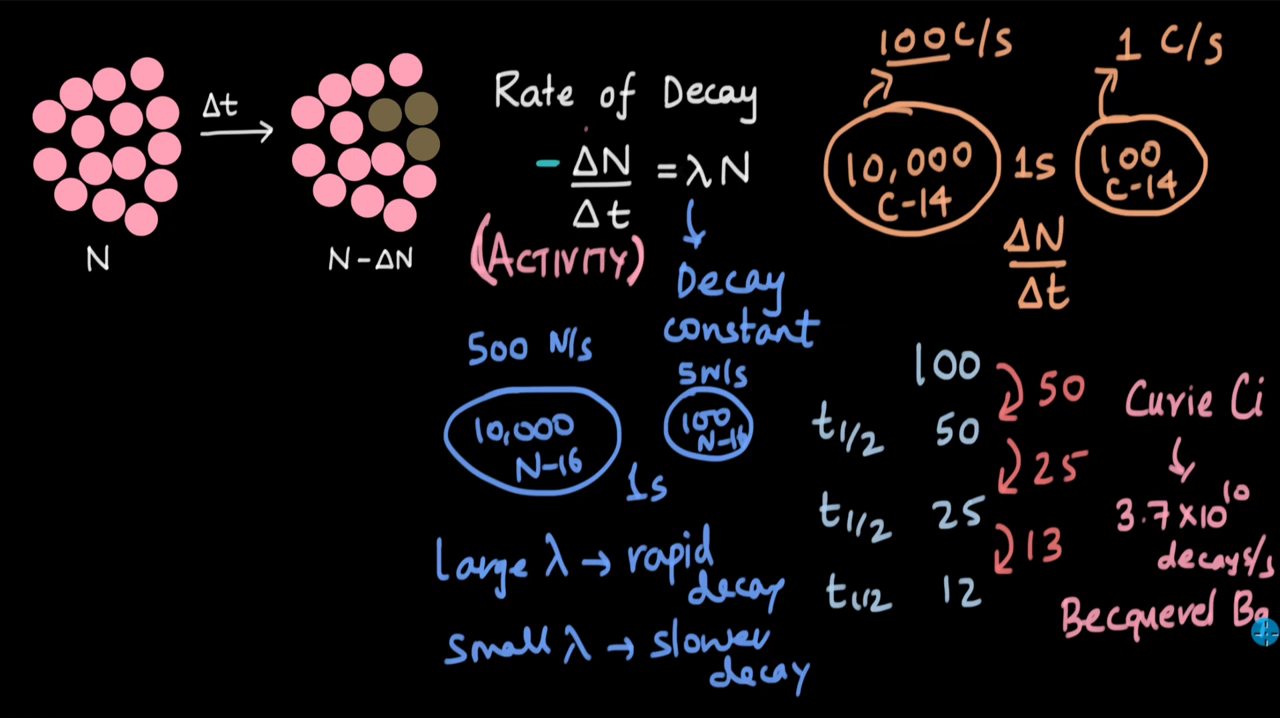 Δt
N
N-ΔN
Rate of Decay
- ΔN
Δt
= λN
(ACTIVITY)
Decay
constant
500 N/s
10,000
N-16
5N/s
100
N-16
1s
large λ → rapid
decay
small λ → slower
decay
100C/s
10,000
C-14
1s
1 C/s
100
C-14
ΔN
Δt
100
50
t1/2 50
25
t1/2 25
13
t1/2 12
Curie Ci
3.7×10^10
decays/s
Becquerel Bq